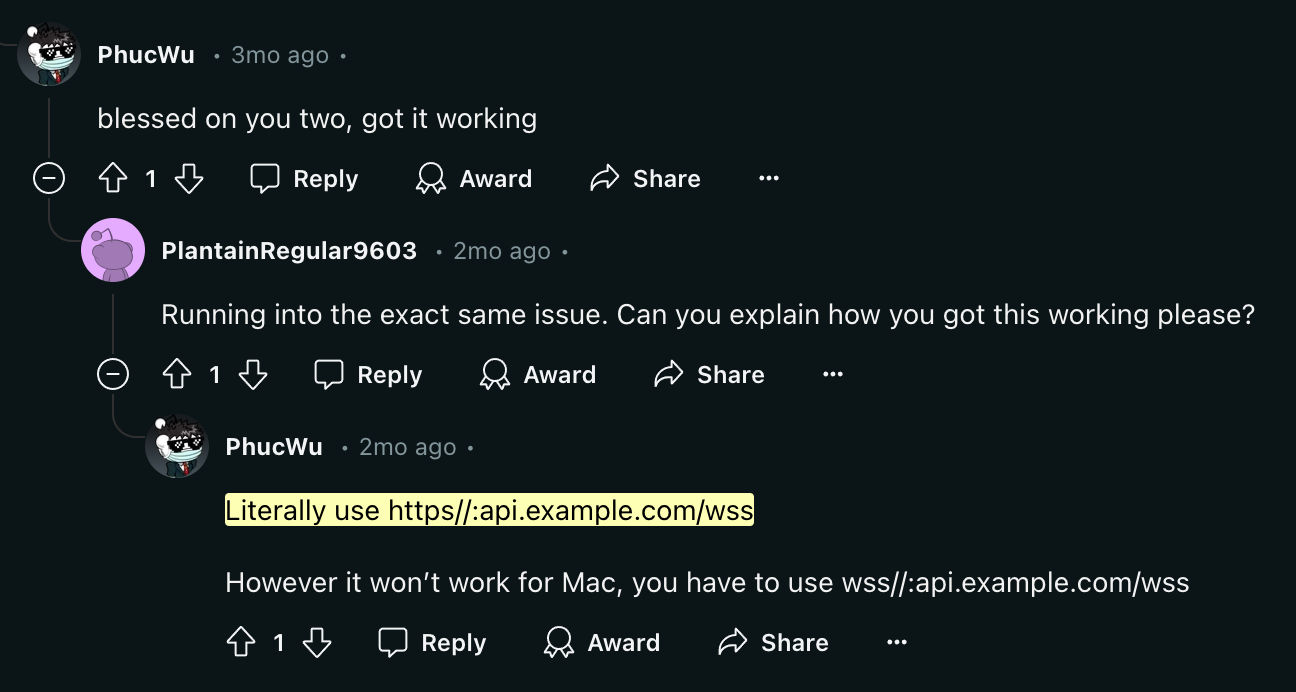 PhucWu • 3mo ago •
blessed on you two, got it working
1 Reply Award Share ...
PlantainRegular9603 • 2mo ago •
Running into the exact same issue. Can you explain how you got this working please?
1 Reply Award Share ...
PhucWu • 2mo ago •
Literally use https//:api.example.com/wss
However it won’t work for Mac, you have to use wss//:api.example.com/wss
1 Reply Award Share ...